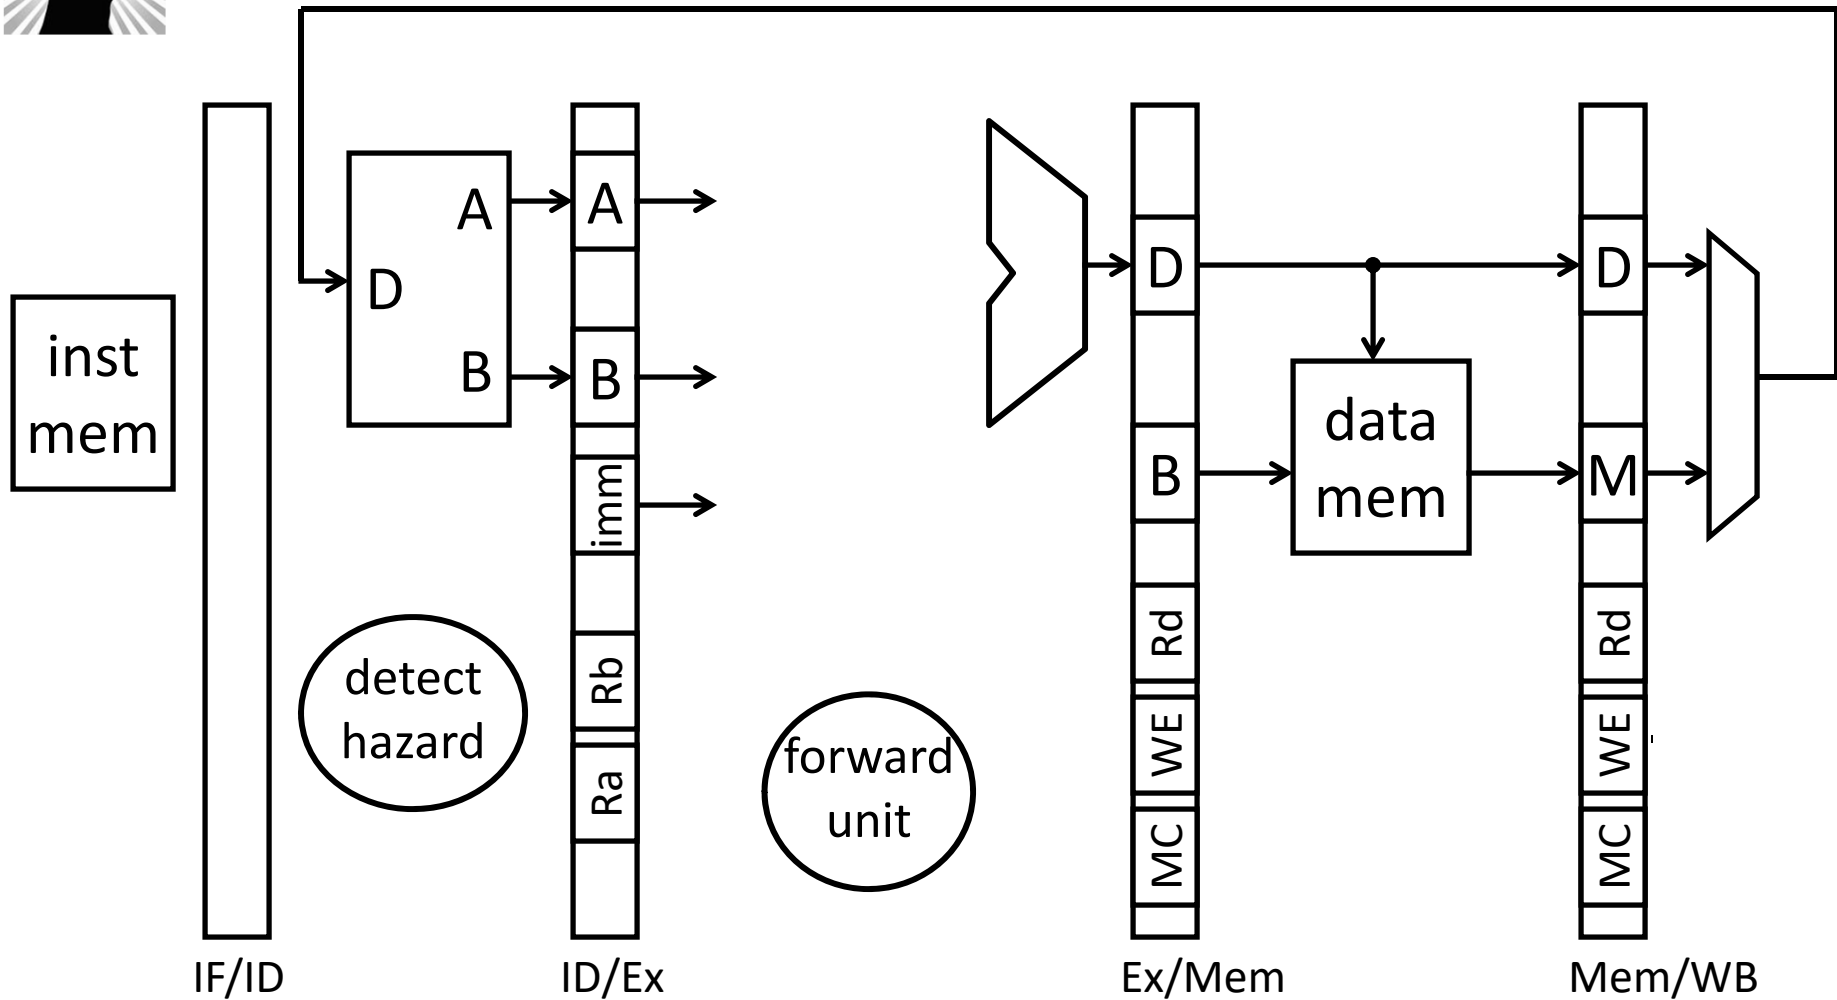 inst
mem
D
A
B
A
B
imm
Rb
Ra
detect
hazard
forward
unit
D
B
Rd
WE
MC
data
mem
D
M
Rd
WE
MC
IF/ID
ID/Ex
Ex/Mem
Mem/WB